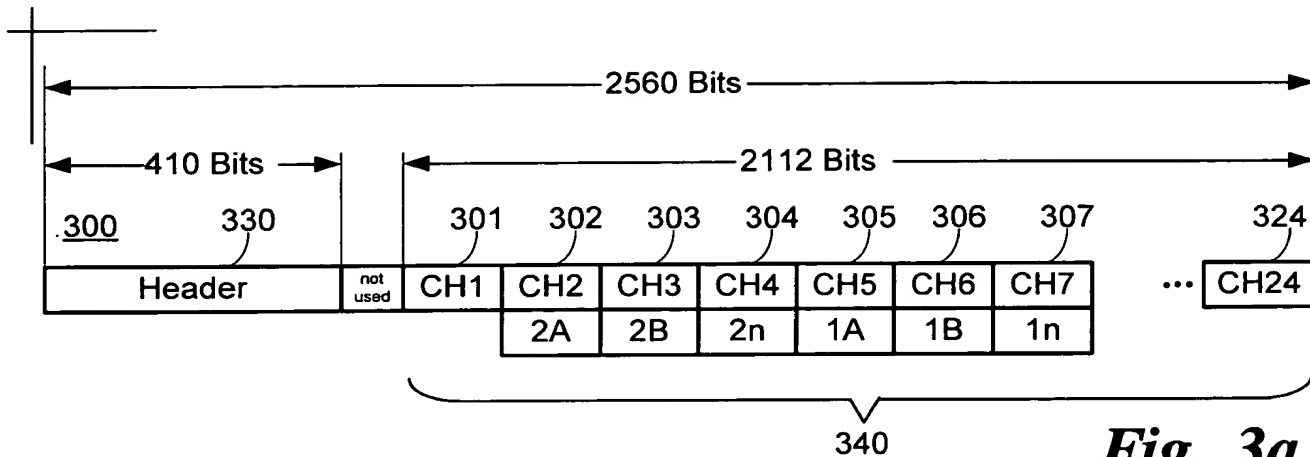 2560 Bits
410 Bits 2112 Bits
300 330 301 302 303 304 305 306 307 324
Header not used CH1 CH2 CH3 CH4 CH5 CH6 CH7 ... CH24
2A 2B 2n 1A 1B 1n
340
Fig. 3a